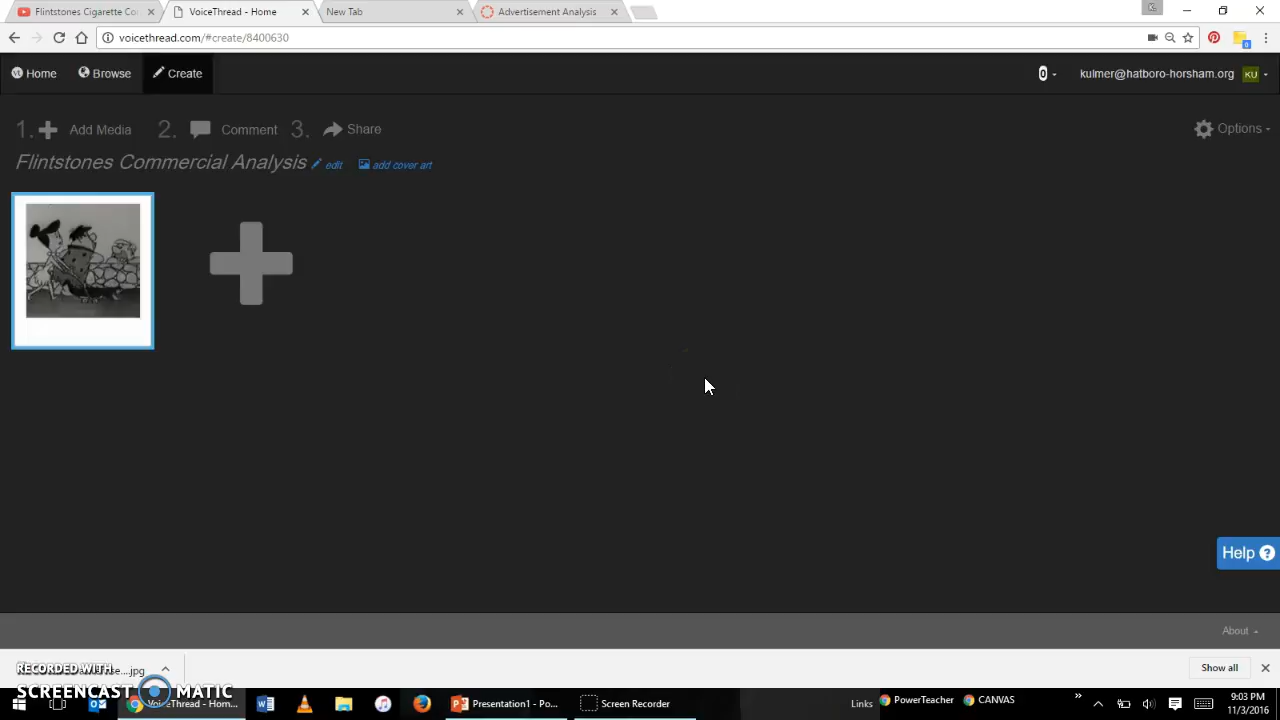 Flintstones Cigarette Co
VoiceThread - Home
New Tab
Advertisement Analysis
voicethread.com/#create/8400630
Home
Browse
Create
0
kulmer@hatboro-horsham.org
KU
1. Add Media
2. Comment
3. Share
Options
Flintstones Commercial Analysis
edit
add cover art
Help ?
About
RECORDED WITH
....jpg
Show all
SCREENCAST MATIC
VoiceThread - Hom...
Presentation1 - Po...
Screen Recorder
Links
PowerTeacher
CANVAS
»
9:03 PM
11/3/2016